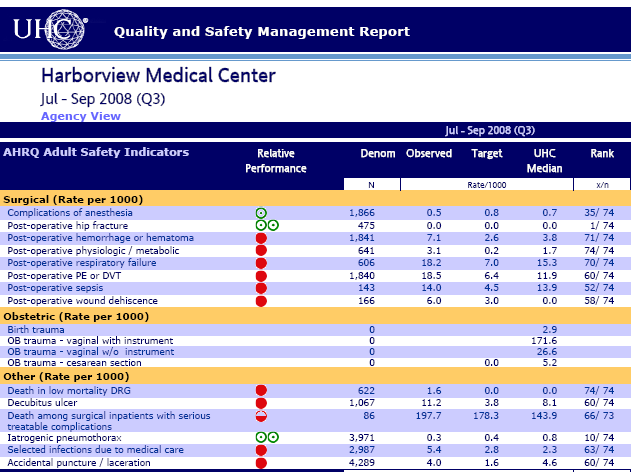 UHC
Quality and Safety Management Report
Harborview Medical Center
Jul - Sep 2008 (Q3)
Agency View
Jul - Sep 2008 (Q3)
AHRQ Adult Safety Indicators Relative Performance Denom Observed Target UHC Median Rank
N Rate/1000 x/n
Surgical (Rate per 1000)
Complications of anesthesia 1,866 0.5 0.8 0.7 35/ 74
Post-operative hip fracture 475 0.0 0.0 0.0 1/ 74
Post-operative hemorrhage or hematoma 1,841 7.1 2.6 3.8 71/ 74
Post-operative physiologic / metabolic 641 3.1 0.2 1.7 74/ 74
Post-operative respiratory failure 606 18.2 7.0 15.3 70/ 74
Post-operative PE or DVT 1,840 18.5 6.4 11.9 60/ 74
Post-operative sepsis 143 14.0 4.5 13.9 52/ 74
Post-operative wound dehiscence 166 6.0 3.0 0.0 58/ 74
Obstetric (Rate per 1000)
Birth trauma 0 2.9
OB trauma - vaginal with instrument 0 171.6
OB trauma - vaginal w/o instrument 0 26.6
OB trauma - cesarean section 0 0.0 5.2
Other (Rate per 1000)
Death in low mortality DRG 622 1.6 0.0 0.0 74/ 74
Decubitus ulcer 1,067 11.2 3.8 8.1 60/ 74
Death among surgical inpatients with serious 86 197.7 178.3 143.9 66/ 73
treatable complications
Iatrogenic pneumothorax 3,971 0.3 0.4 0.8 10/ 74
Selected infections due to medical care 2,987 5.4 2.8 2.3 63/ 74
Accidental puncture / laceration 4,289 4.0 1.6 4.6 60/ 74